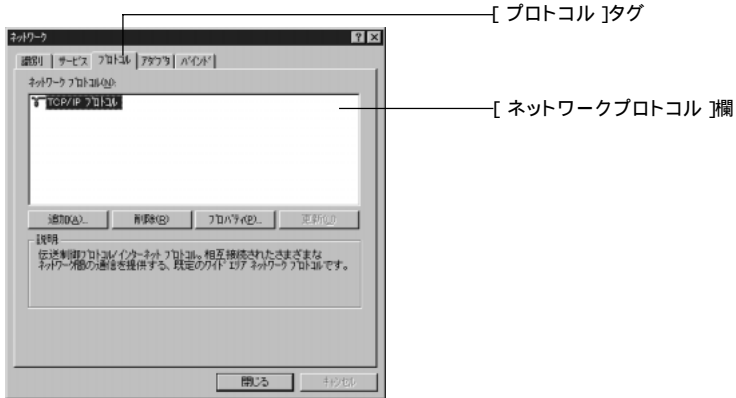 [ プロトコル ]タグ
ネットワーク
識別 サービス プロトコル アダプタ バインド
ネットワーク プロトコル(N):
TCP/IP プロトコル
[ ネットワークプロトコル ]欄
追加(A)... 削除(R) プロパティ(P)... 更新(U)
説明
伝送制御プロトコル/インターネット プロトコル。相互接続されたさまざまな
ネットワーク間の通信を提供する、既定のワイド エリア ネットワーク プロトコルです。
閉じる キャンセル